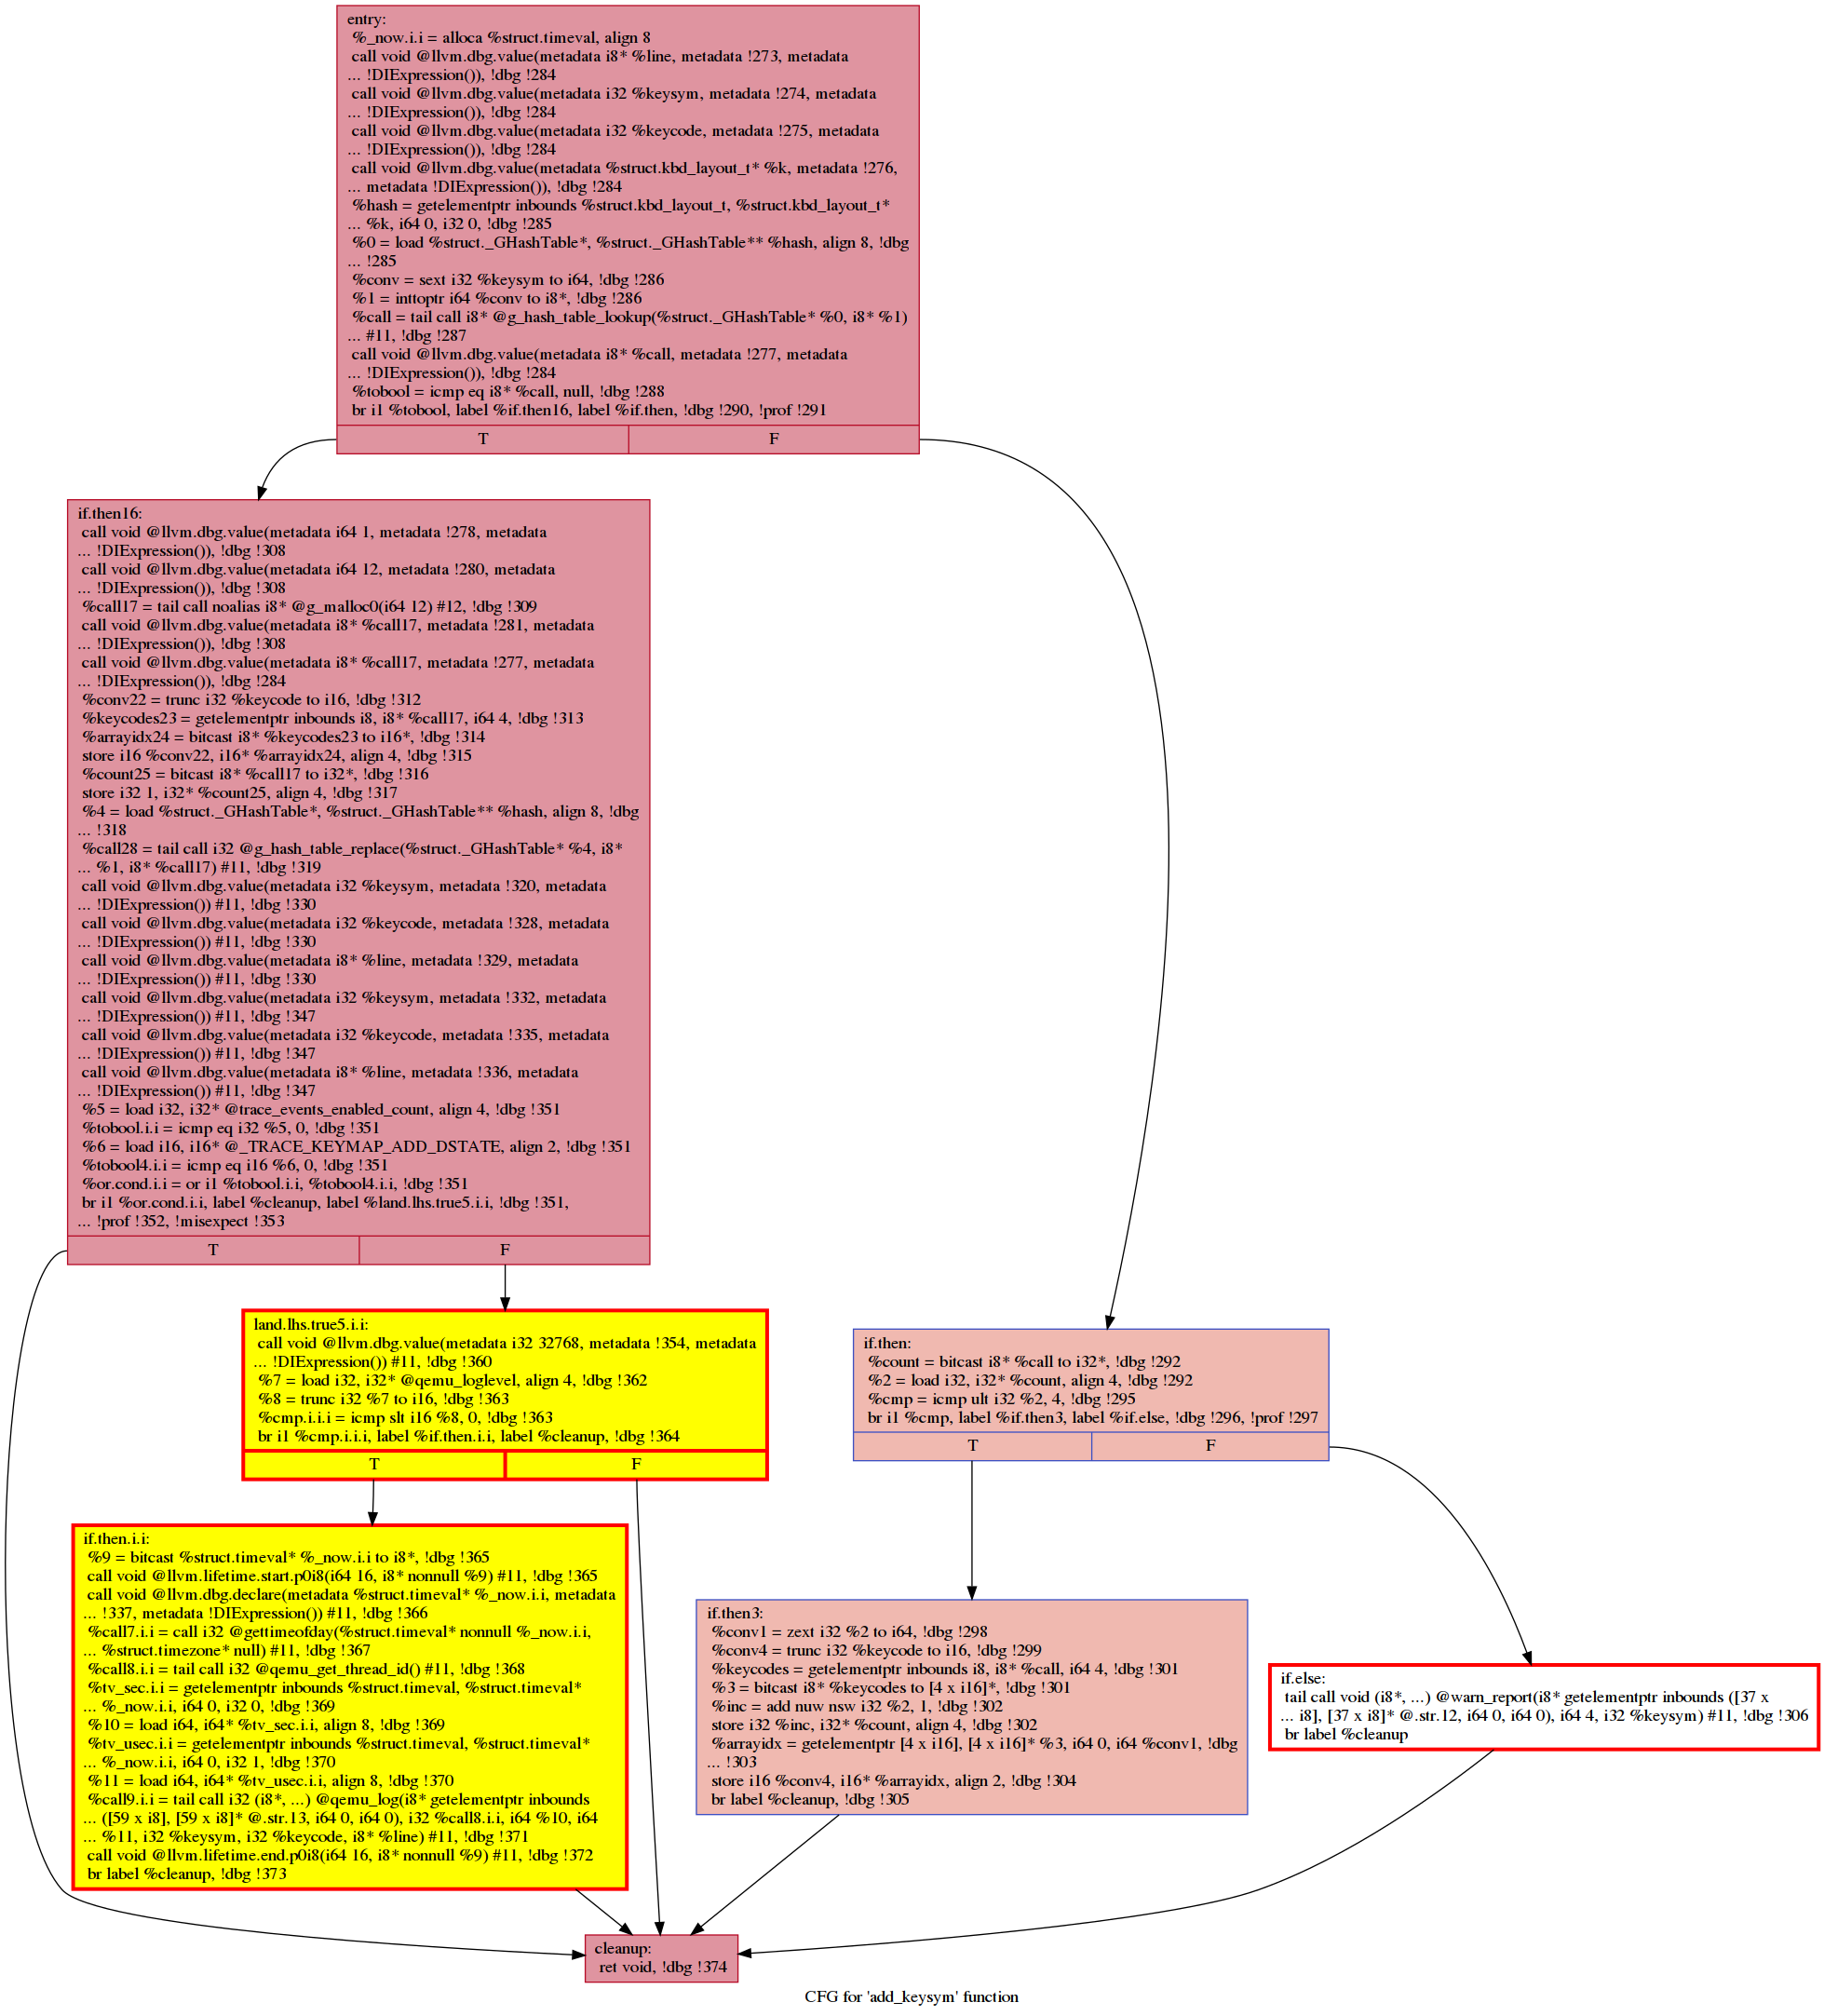 entry:
%_now.i.i = alloca %struct.timeval, align 8
call void @llvm.dbg.value(metadata i8* %line, metadata !273, metadata
... !DIExpression()), !dbg !284
call void @llvm.dbg.value(metadata i32 %keysym, metadata !274, metadata
... !DIExpression()), !dbg !284
call void @llvm.dbg.value(metadata i32 %keycode, metadata !275, metadata
... !DIExpression()), !dbg !284
call void @llvm.dbg.value(metadata %struct.kbd_layout_t* %k, metadata !276,
... metadata !DIExpression()), !dbg !284
%hash = getelementptr inbounds %struct.kbd_layout_t, %struct.kbd_layout_t*
... %k, i64 0, i32 0, !dbg !285
%0 = load %struct._GHashTable*, %struct._GHashTable** %hash, align 8, !dbg
... !285
%conv = sext i32 %keysym to i64, !dbg !286
%1 = inttoptr i64 %conv to i8*, !dbg !286
%call = tail call i8* @g_hash_table_lookup(%struct._GHashTable* %0, i8* %1)
... #11, !dbg !287
call void @llvm.dbg.value(metadata i8* %call, metadata !277, metadata
... !DIExpression()), !dbg !284
%tobool = icmp eq i8* %call, null, !dbg !288
br i1 %tobool, label %if.then16, label %if.then, !dbg !290, !prof !291
T F
if.then16:
call void @llvm.dbg.value(metadata i64 1, metadata !278, metadata
... !DIExpression()), !dbg !308
call void @llvm.dbg.value(metadata i64 12, metadata !280, metadata
... !DIExpression()), !dbg !308
%call17 = tail call noalias i8* @g_malloc0(i64 12) #12, !dbg !309
call void @llvm.dbg.value(metadata i8* %call17, metadata !281, metadata
... !DIExpression()), !dbg !308
call void @llvm.dbg.value(metadata i8* %call17, metadata !277, metadata
... !DIExpression()), !dbg !284
%conv22 = trunc i32 %keycode to i16, !dbg !312
%keycodes23 = getelementptr inbounds i8, i8* %call17, i64 4, !dbg !313
%arrayidx24 = bitcast i8* %keycodes23 to i16*, !dbg !314
store i16 %conv22, i16* %arrayidx24, align 4, !dbg !315
%count25 = bitcast i8* %call17 to i32*, !dbg !316
store i32 1, i32* %count25, align 4, !dbg !317
%4 = load %struct._GHashTable*, %struct._GHashTable** %hash, align 8, !dbg
... !318
%call28 = tail call i32 @g_hash_table_replace(%struct._GHashTable* %4, i8*
... %1, i8* %call17) #11, !dbg !319
call void @llvm.dbg.value(metadata i32 %keysym, metadata !320, metadata
... !DIExpression()) #11, !dbg !330
call void @llvm.dbg.value(metadata i32 %keycode, metadata !328, metadata
... !DIExpression()) #11, !dbg !330
call void @llvm.dbg.value(metadata i8* %line, metadata !329, metadata
... !DIExpression()) #11, !dbg !330
call void @llvm.dbg.value(metadata i32 %keysym, metadata !332, metadata
... !DIExpression()) #11, !dbg !347
call void @llvm.dbg.value(metadata i32 %keycode, metadata !335, metadata
... !DIExpression()) #11, !dbg !347
call void @llvm.dbg.value(metadata i8* %line, metadata !336, metadata
... !DIExpression()) #11, !dbg !347
%5 = load i32, i32* @trace_events_enabled_count, align 4, !dbg !351
%tobool.i.i = icmp eq i32 %5, 0, !dbg !351
%6 = load i16, i16* @_TRACE_KEYMAP_ADD_DSTATE, align 2, !dbg !351
%tobool4.i.i = icmp eq i16 %6, 0, !dbg !351
%or.cond.i.i = or i1 %tobool.i.i, %tobool4.i.i, !dbg !351
br i1 %or.cond.i.i, label %cleanup, label %land.lhs.true5.i.i, !dbg !351,
... !prof !352, !misexpect !353
T F
land.lhs.true5.i.i:
call void @llvm.dbg.value(metadata i32 32768, metadata !354, metadata
... !DIExpression()) #11, !dbg !360
%7 = load i32, i32* @qemu_loglevel, align 4, !dbg !362
%8 = trunc i32 %7 to i16, !dbg !363
%cmp.i.i.i = icmp slt i16 %8, 0, !dbg !363
br i1 %cmp.i.i.i, label %if.then.i.i, label %cleanup, !dbg !364
T F
if.then:
%count = bitcast i8* %call to i32*, !dbg !292
%2 = load i32, i32* %count, align 4, !dbg !292
%cmp = icmp ult i32 %2, 4, !dbg !295
br i1 %cmp, label %if.then3, label %if.else, !dbg !296, !prof !297
T F
if.then.i.i:
%9 = bitcast %struct.timeval* %_now.i.i to i8*, !dbg !365
call void @llvm.lifetime.start.p0i8(i64 16, i8* nonnull %9) #11, !dbg !365
call void @llvm.dbg.declare(metadata %struct.timeval* %_now.i.i, metadata
... !337, metadata !DIExpression()) #11, !dbg !366
%call7.i.i = call i32 @gettimeofday(%struct.timeval* nonnull %_now.i.i,
... %struct.timezone* null) #11, !dbg !367
%call8.i.i = tail call i32 @qemu_get_thread_id() #11, !dbg !368
%tv_sec.i.i = getelementptr inbounds %struct.timeval, %struct.timeval*
... %_now.i.i, i64 0, i32 0, !dbg !369
%10 = load i64, i64* %tv_sec.i.i, align 8, !dbg !369
%tv_usec.i.i = getelementptr inbounds %struct.timeval, %struct.timeval*
... %_now.i.i, i64 0, i32 1, !dbg !370
%11 = load i64, i64* %tv_usec.i.i, align 8, !dbg !370
%call9.i.i = tail call i32 (i8*, ...) @qemu_log(i8* getelementptr inbounds
... ([59 x i8], [59 x i8]* @.str.13, i64 0, i64 0), i32 %call8.i.i, i64 %10, i64
... %11, i32 %keysym, i32 %keycode, i8* %line) #11, !dbg !371
call void @llvm.lifetime.end.p0i8(i64 16, i8* nonnull %9) #11, !dbg !372
br label %cleanup, !dbg !373
if.then3:
%conv1 = zext i32 %2 to i64, !dbg !298
%conv4 = trunc i32 %keycode to i16, !dbg !299
%keycodes = getelementptr inbounds i8, i8* %call, i64 4, !dbg !301
%3 = bitcast i8* %keycodes to [4 x i16]*, !dbg !301
%inc = add nuw nsw i32 %2, 1, !dbg !302
store i32 %inc, i32* %count, align 4, !dbg !302
%arrayidx = getelementptr [4 x i16], [4 x i16]* %3, i64 0, i64 %conv1, !dbg
... !303
store i16 %conv4, i16* %arrayidx, align 2, !dbg !304
br label %cleanup, !dbg !305
if.else:
tail call void (i8*, ...) @warn_report(i8* getelementptr inbounds ([37 x
... i8], [37 x i8]* @.str.12, i64 0, i64 0), i64 4, i32 %keysym) #11, !dbg !306
br label %cleanup
cleanup:
ret void, !dbg !374
CFG for 'add_keysym' function